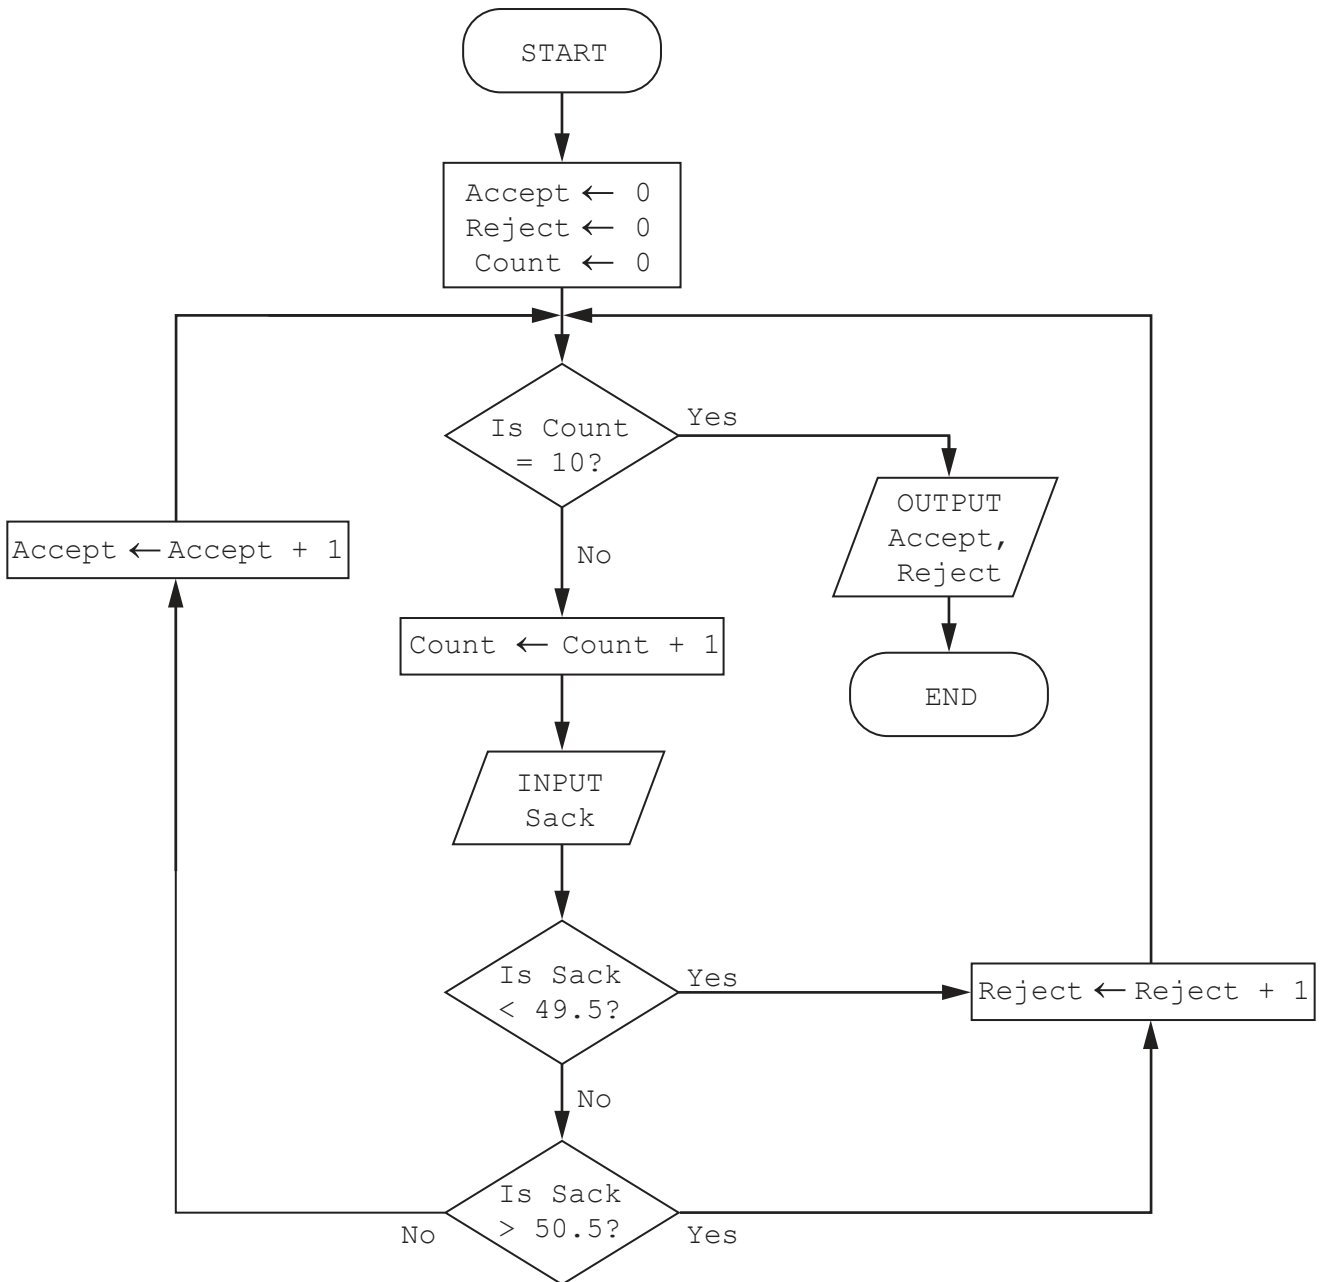 START
Accept ← 0
Reject ← 0
Count ← 0
Is Count
= 10?
Yes
OUTPUT
Accept,
Reject
END
No
Accept ← Accept + 1
Count ← Count + 1
INPUT
Sack
Is Sack
< 49.5?
Yes
Reject ← Reject + 1
No
Is Sack
> 50.5?
No
Yes